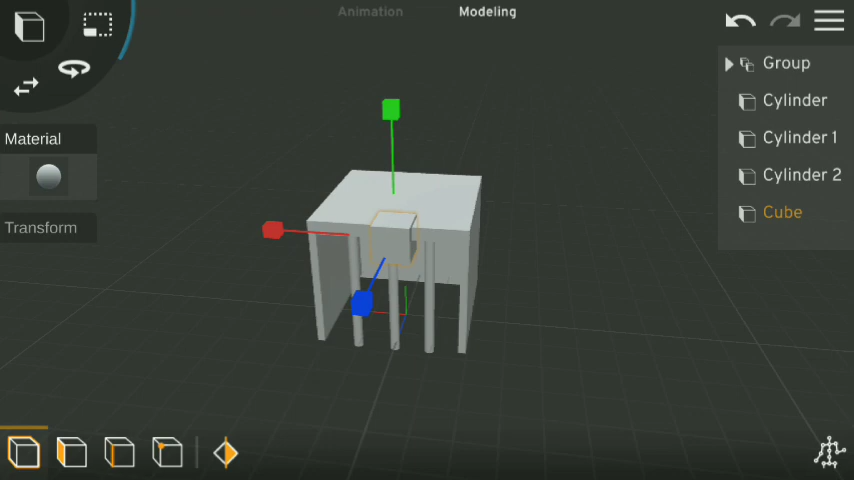 Animation
Modeling
Material
Transform
Group
Cylinder
Cylinder 1
Cylinder 2
Cube